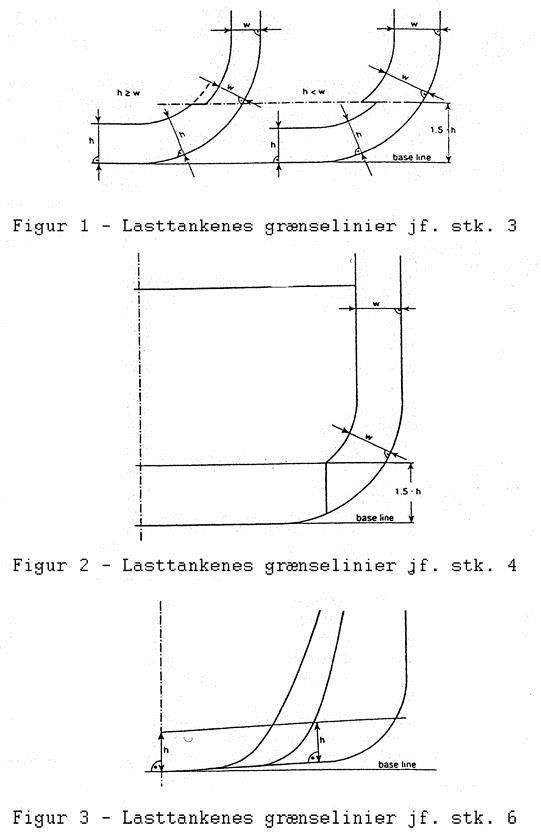 w
w
h ≥ w
w
h < w
w
h
h
h
h
1.5 · h
base line
Figur 1 - Lasttankenes grænselinier jf. stk. 3
w
w
1.5 · h
base line
Figur 2 - Lasttankenes grænselinier jf. stk. 4
h
h
base line
Figur 3 - Lasttankenes grænselinier jf. stk. 6